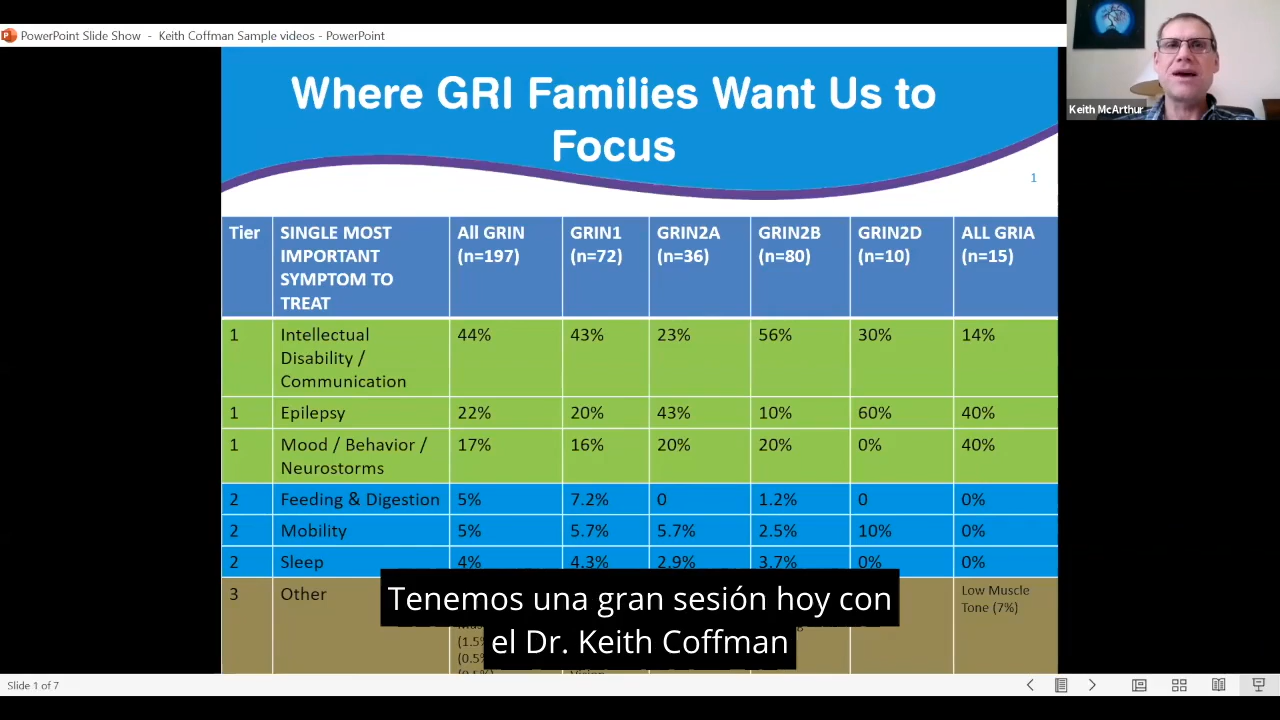 PowerPoint Slide Show - Keith Coffman Sample videos - PowerPoint
Keith McArthur
Where GRI Families Want Us to
Focus
1
Tier
SINGLE MOST
IMPORTANT
SYMPTOM TO
TREAT
All GRIN
(n=197)
GRIN1
(n=72)
GRIN2A
(n=36)
GRIN2B
(n=80)
GRIN2D
(n=10)
ALL GRIA
(n=15)
1
Intellectual
Disability /
Communication
44%
43%
23%
56%
30%
14%
1
Epilepsy
22%
20%
43%
10%
60%
40%
1
Mood / Behavior /
Neurostorms
17%
16%
20%
20%
0%
40%
2
Feeding & Digestion
5%
7.2%
0
1.2%
0
0%
2
Mobility
5%
5.7%
5.7%
2.5%
10%
0%
2
Sleep
4%
4.3%
2.9%
3.7%
0%
0%
3
Other
Low Muscle
Tone (7%)
Tenemos una gran sesión hoy con
el Dr. Keith Coffman
Slide 1 of 7